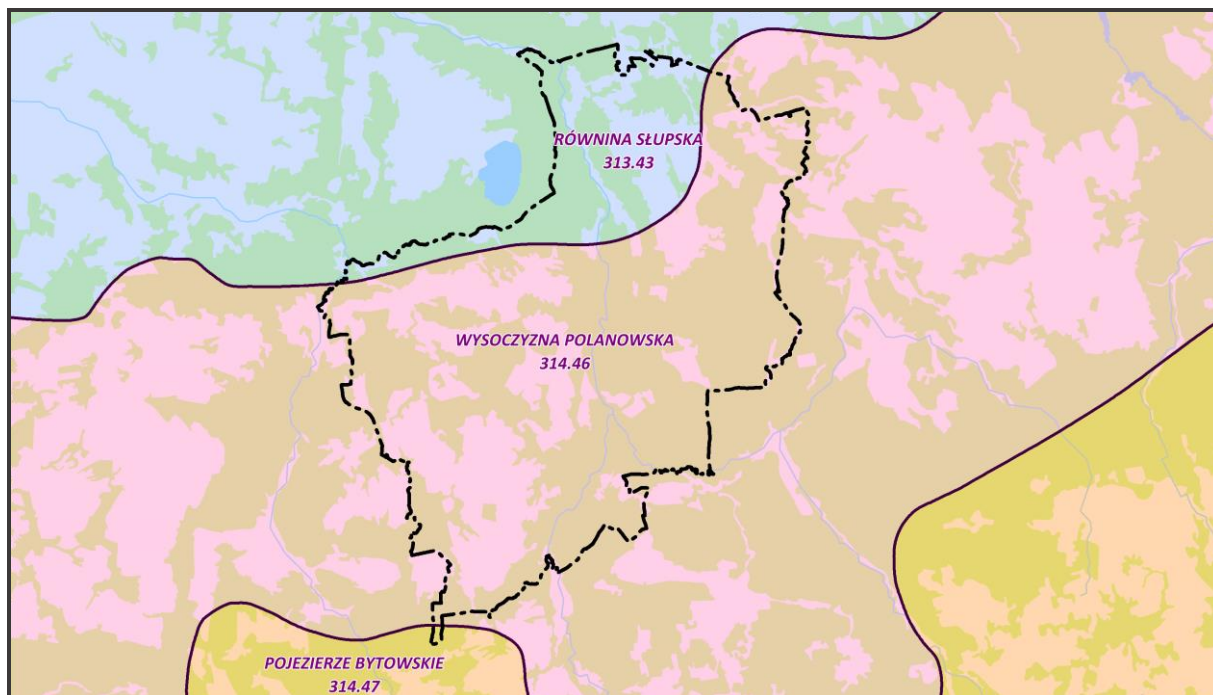 RÓWNINA SŁUPSKA
313.43
WYSOCZYZNA POLANOWSKA
314.46
POJEZIERZE BYTOWSKIE
314.47